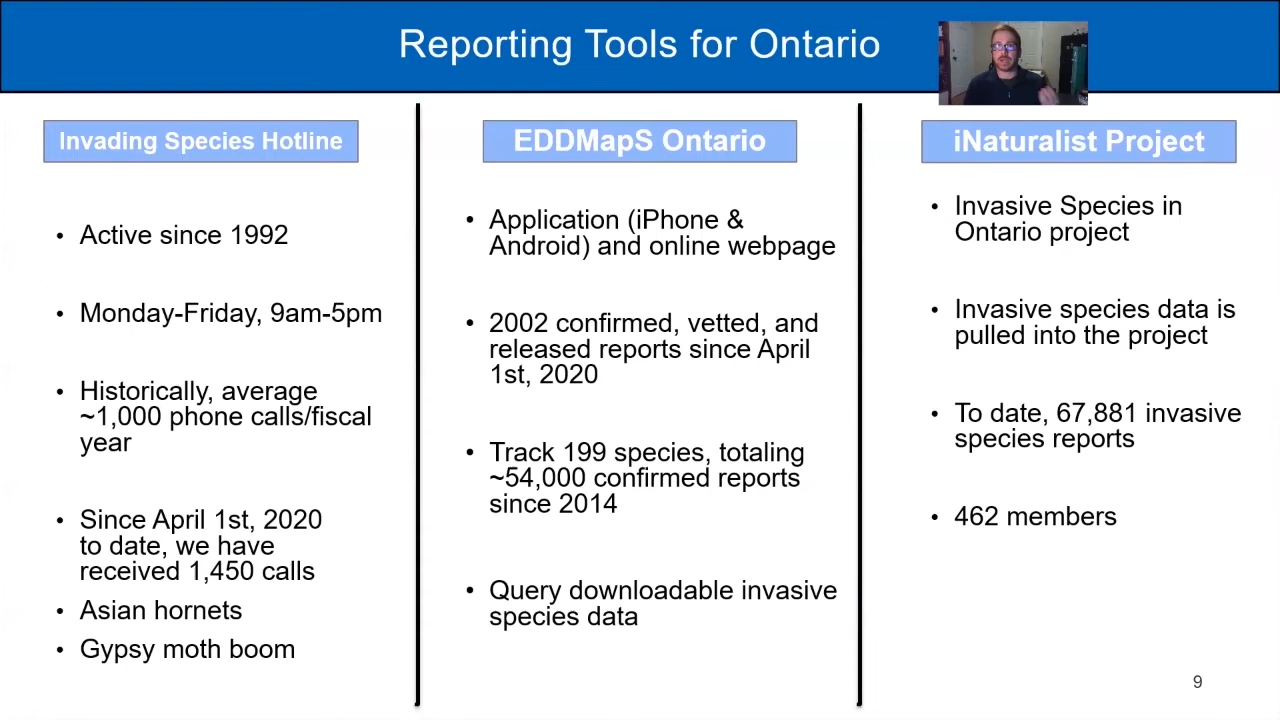 Reporting Tools for Ontario
Invading Species Hotline
• Active since 1992
• Monday-Friday, 9am-5pm
• Historically, average
~1,000 phone calls/fiscal
year
• Since April 1st, 2020
to date, we have
received 1,450 calls
• Asian hornets
• Gypsy moth boom
EDDMapS Ontario
• Application (iPhone &
Android) and online webpage
• 2002 confirmed, vetted, and
released reports since April
1st, 2020
• Track 199 species, totaling
~54,000 confirmed reports
since 2014
• Query downloadable invasive
species data
iNaturalist Project
• Invasive Species in
Ontario project
• Invasive species data is
pulled into the project
• To date, 67,881 invasive
species reports
• 462 members
9